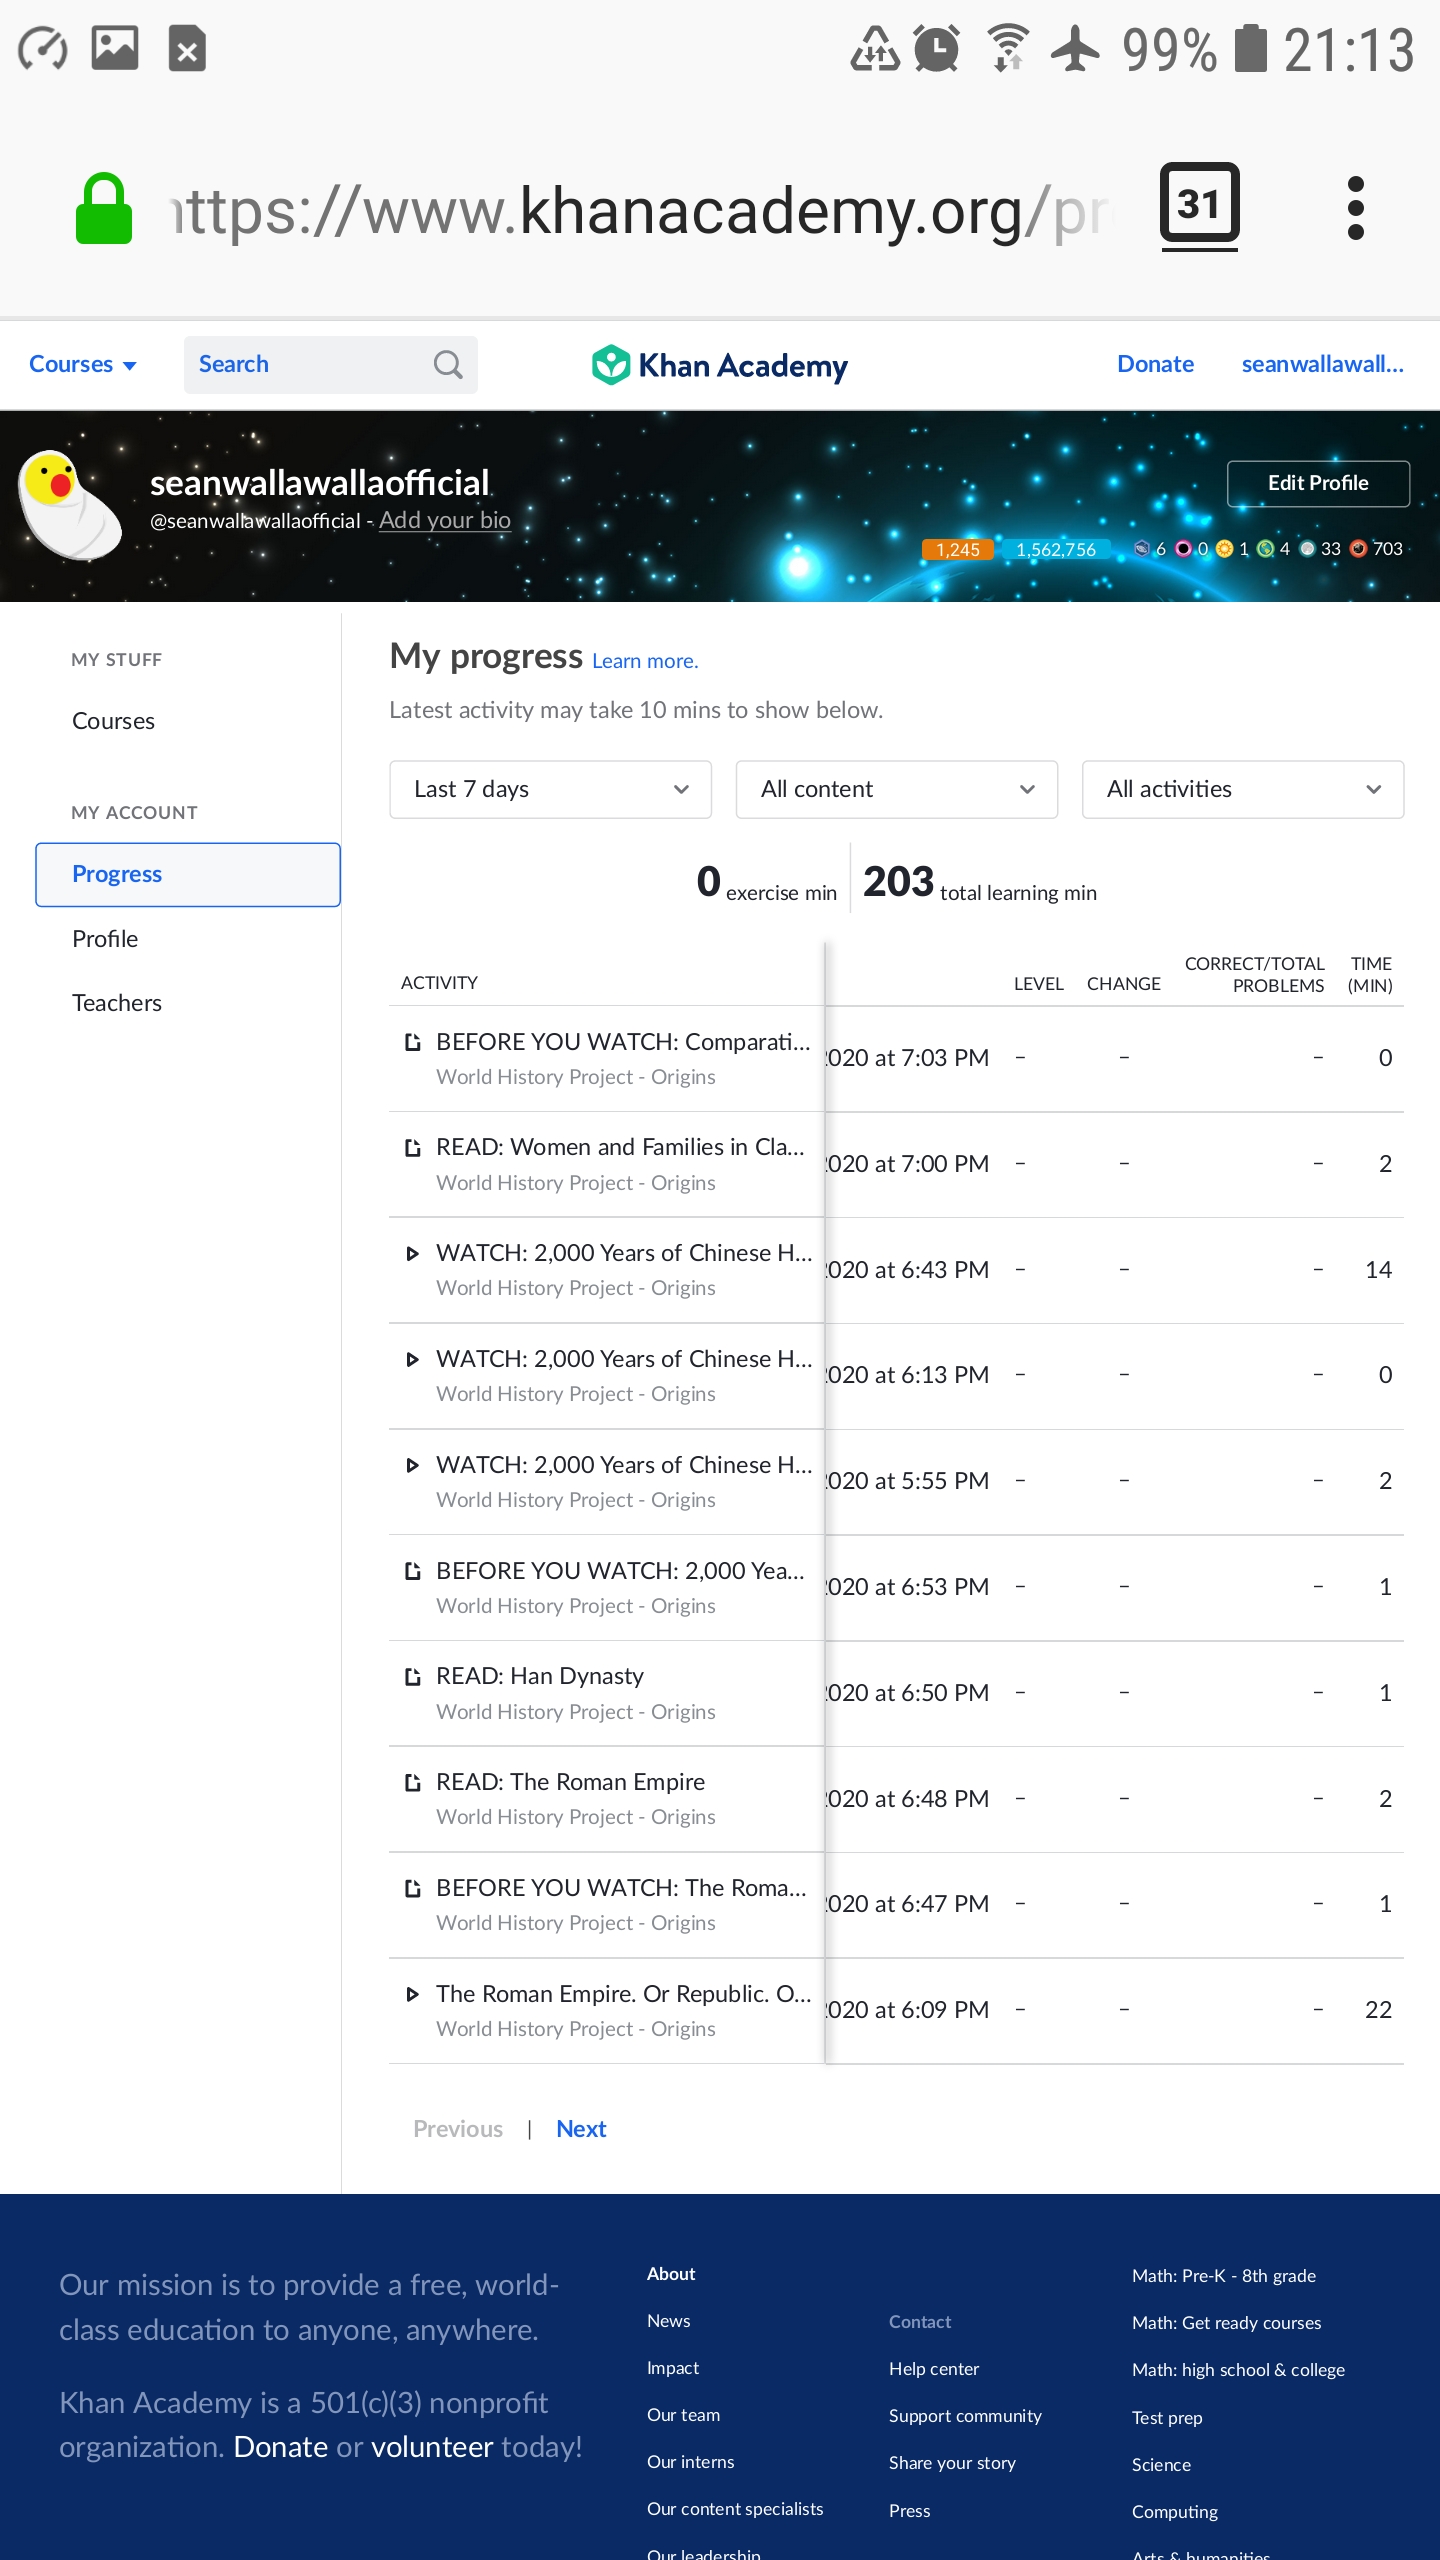 99% 21:13
https://www.khanacademy.org/pr
31
Courses
Search
Khan Academy
Donate
seanwallawall...
seanwallawallaofficial
@seanwallawallaofficial - Add your bio
Edit Profile
1,245 1,562,756 6 0 1 4 33 703
MY STUFF
Courses
MY ACCOUNT
Progress
Profile
Teachers
My progress Learn more.
Latest activity may take 10 mins to show below.
Last 7 days
All content
All activities
0 exercise min
203 total learning min
ACTIVITY LEVEL CHANGE CORRECT/TOTAL PROBLEMS TIME (MIN)
BEFORE YOU WATCH: Comparati...
World History Project - Origins
2020 at 7:03 PM – – – 0
READ: Women and Families in Cla...
World History Project - Origins
2020 at 7:00 PM – – – 2
WATCH: 2,000 Years of Chinese H...
World History Project - Origins
2020 at 6:43 PM – – – 14
WATCH: 2,000 Years of Chinese H...
World History Project - Origins
2020 at 6:13 PM – – – 0
WATCH: 2,000 Years of Chinese H...
World History Project - Origins
2020 at 5:55 PM – – – 2
BEFORE YOU WATCH: 2,000 Yea...
World History Project - Origins
2020 at 6:53 PM – – – 1
READ: Han Dynasty
World History Project - Origins
2020 at 6:50 PM – – – 1
READ: The Roman Empire
World History Project - Origins
2020 at 6:48 PM – – – 2
BEFORE YOU WATCH: The Roma...
World History Project - Origins
2020 at 6:47 PM – – – 1
The Roman Empire. Or Republic. O...
World History Project - Origins
2020 at 6:09 PM – – – 22
Previous | Next
Our mission is to provide a free, world-
class education to anyone, anywhere.
Khan Academy is a 501(c)(3) nonprofit
organization. Donate or volunteer today!
About
News
Impact
Our team
Our interns
Our content specialists
Our leadership
Contact
Help center
Support community
Share your story
Press
Math: Pre-K - 8th grade
Math: Get ready courses
Math: high school & college
Test prep
Science
Computing
Arts & humanities